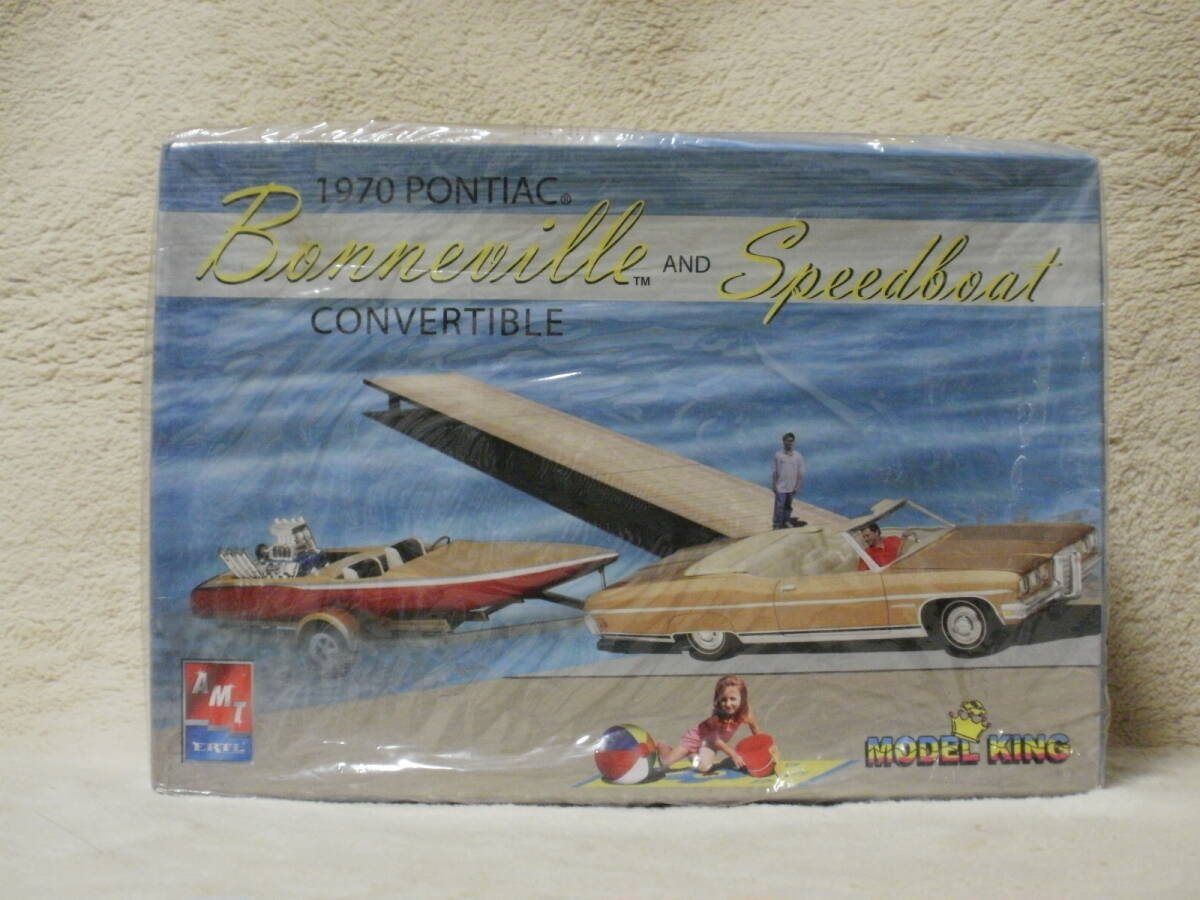 1970 PONTIAC®
Bonneville™ AND Speedboat
CONVERTIBLE
AMT
ERTL
MODEL KING